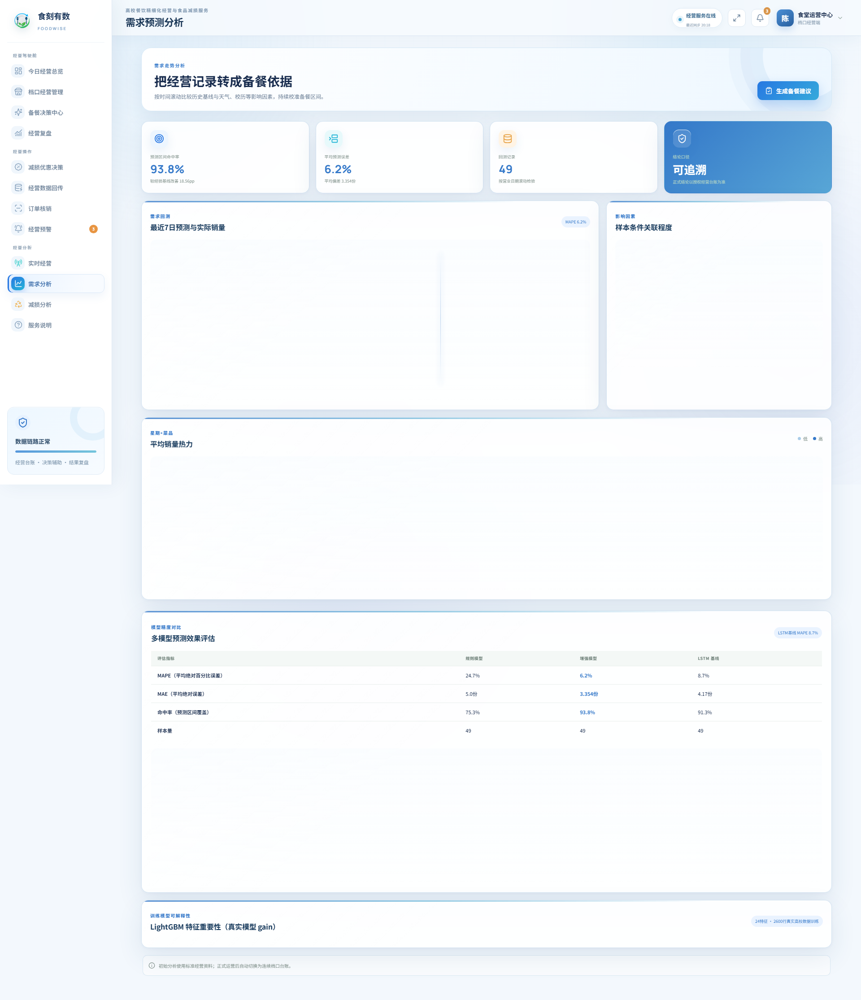 食刻有数
FOODWISE
经营驾驶舱
今日经营总览
档口经营管理
备餐决策中心
经营复盘
经营操作
减损优惠决策
经营数据回传
订单核销
经营预警
3
经营分析
实时经营
需求分析
减损分析
服务说明
数据链路正常
经营台账 · 决策辅助 · 结果复盘
高校餐饮精细化经营与食品减损服务
需求预测分析
经营服务在线
最近同步 20:18
3
陈
食堂运营中心
档口经营端
需求走势分析
把经营记录转成备餐依据
按时间滚动比较历史基线与天气、校历等影响因素，持续校准备餐区间。
生成备餐建议
预测区间命中率
93.8%
较经验基线改善 18.56pp
平均预测误差
6.2%
平均偏差 3.354份
回测记录
49
按营业日期滚动检验
结论口径
可追溯
正式结论以授权经营台账为准
需求回测
最近7日预测与实际销量
MAPE 6.2%
影响因素
样本条件关联程度
星期×菜品
平均销量热力
低 高
模型精度对比
多模型预测效果评估
LSTM基线 MAPE 8.7%
评估指标 规则模型 增强模型 LSTM 基线
MAPE（平均绝对百分比误差） 24.7% 6.2% 8.7%
MAE（平均绝对误差） 5.0份 3.354份 4.17份
命中率（预测区间覆盖） 75.3% 93.8% 91.3%
样本量 49 49 49
训练模型可解释性
LightGBM 特征重要性（真实模型 gain）
24特征 · 2600行真实高校数据训练
初始分析使用标准经营资料；正式运营后自动切换为连续档口台账。